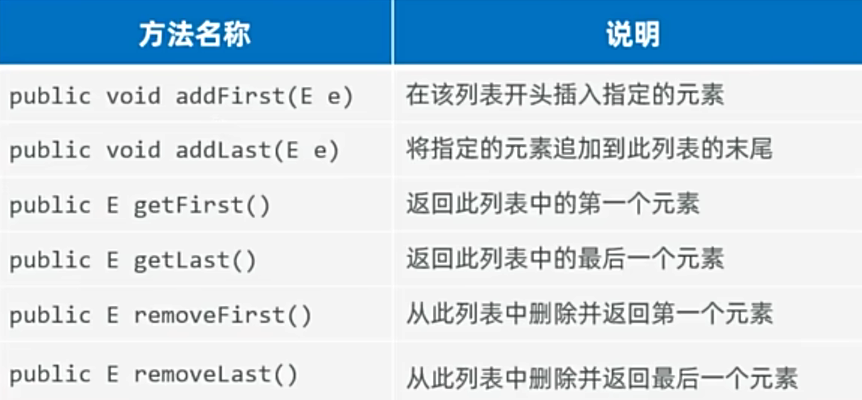 方法名称 说明
public void addFirst(E e) 在该列表开头插入指定的元素
public void addLast(E e) 将指定的元素追加到此列表的末尾
public E getFirst() 返回此列表中的第一个元素
public E getLast() 返回此列表中的最后一个元素
public E removeFirst() 从此列表中删除并返回第一个元素
public E removeLast() 从此列表中删除并返回最后一个元素